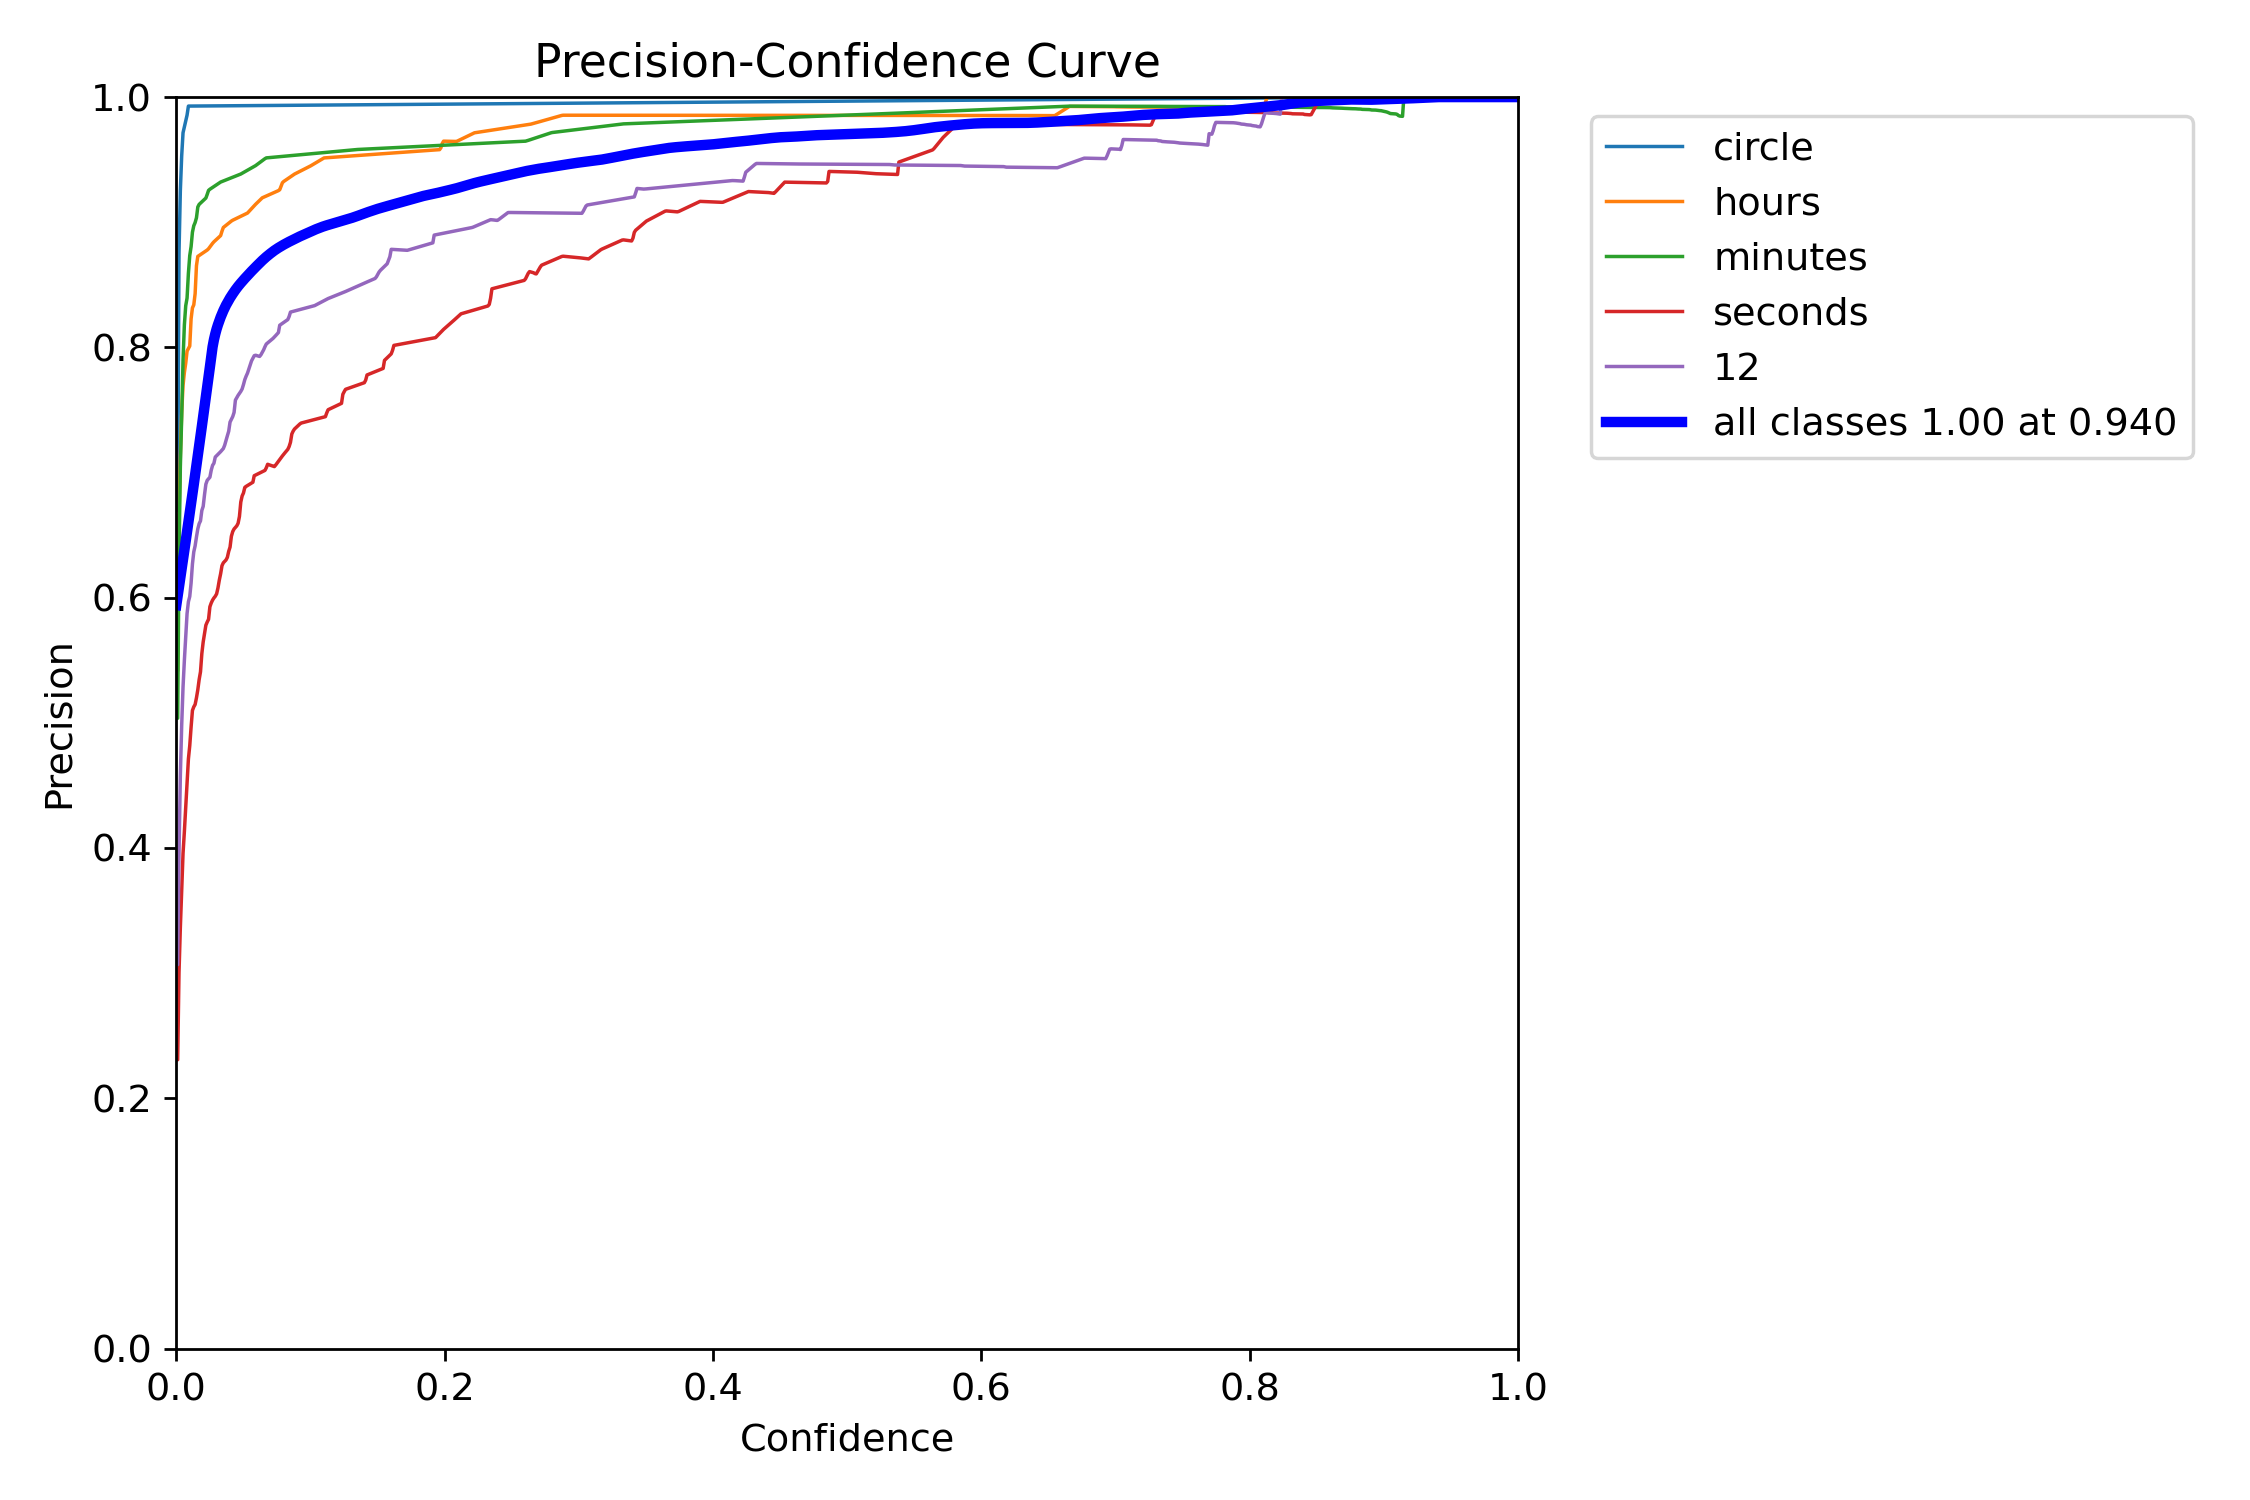 Precision-Confidence Curve
1.0
0.8
0.6
0.4
0.2
0.0
Precision
0.0 0.2 0.4 0.6 0.8 1.0
Confidence
circle
hours
minutes
seconds
12
all classes 1.00 at 0.940